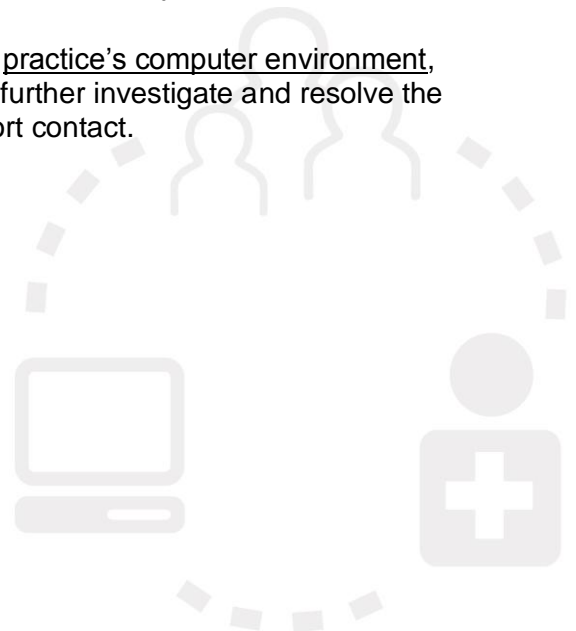 practice’s computer environment,
further investigate and resolve the
ort contact.